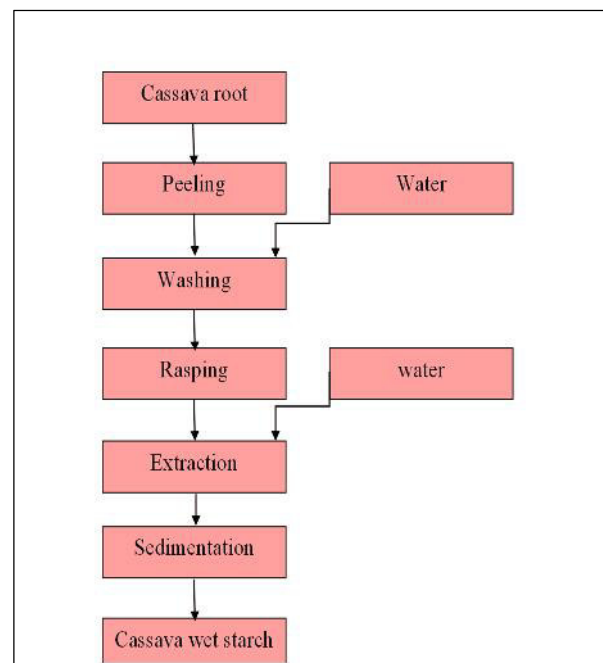 Cassava root
Peeling
Water
Washing
Rasping
water
Extraction
Sedimentation
Cassava wet starch